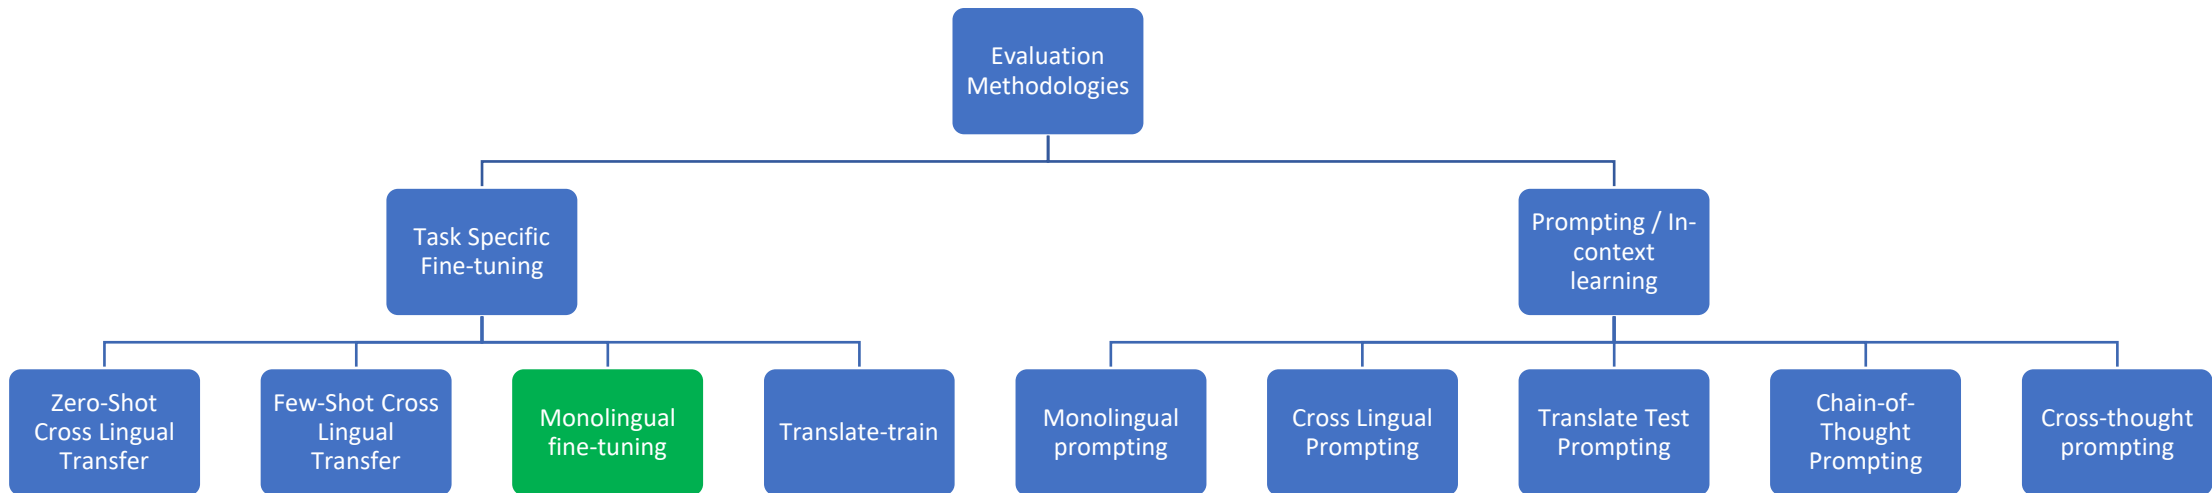 Evaluation
Methodologies
Task Specific
Fine-tuning
Prompting / In-
context
learning
Zero-Shot
Cross Lingual
Transfer
Few-Shot Cross
Lingual
Transfer
Monolingual
fine-tuning
Translate-train
Monolingual
prompting
Cross Lingual
Prompting
Translate Test
Prompting
Chain-of-
Thought
Prompting
Cross-thought
prompting